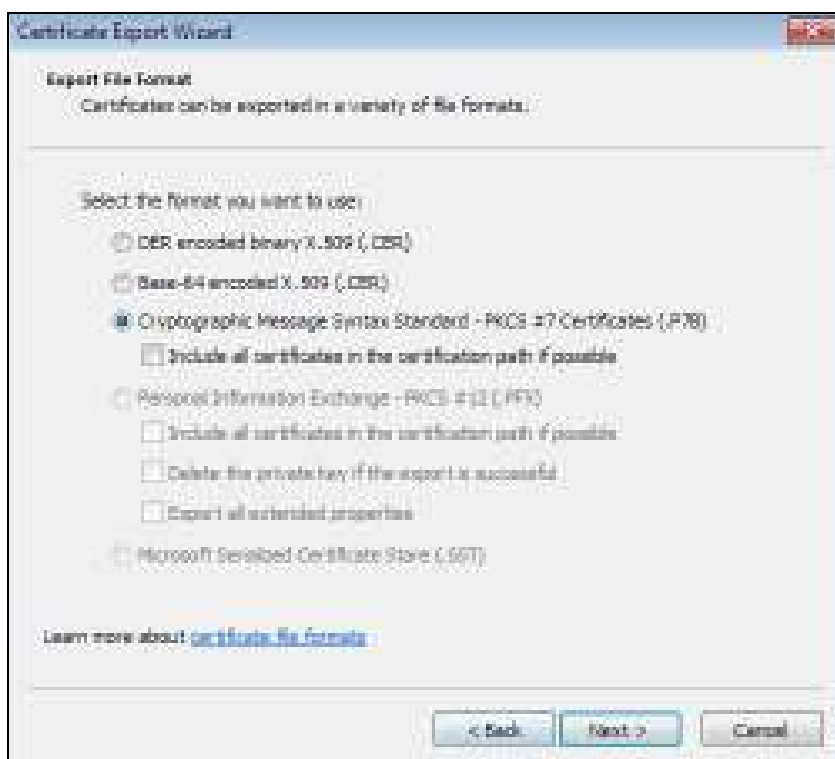 Certificate Export Wizard
Export File Format
Certificates can be exported in a variety of file formats.
Select the format you want to use:
DER encoded binary X.509 (.CER)
Base-64 encoded X.509 (.CER)
Cryptographic Message Syntax Standard - PKCS #7 Certificates (.P7B)
Include all certificates in the certification path if possible
Personal Information Exchange - PKCS #12 (.PFX)
Include all certificates in the certification path if possible
Delete the private key if the export is successful
Export all extended properties
Microsoft Serialized Certificate Store (.SST)
Learn more about certificate file formats
< Back
Next >
Cancel